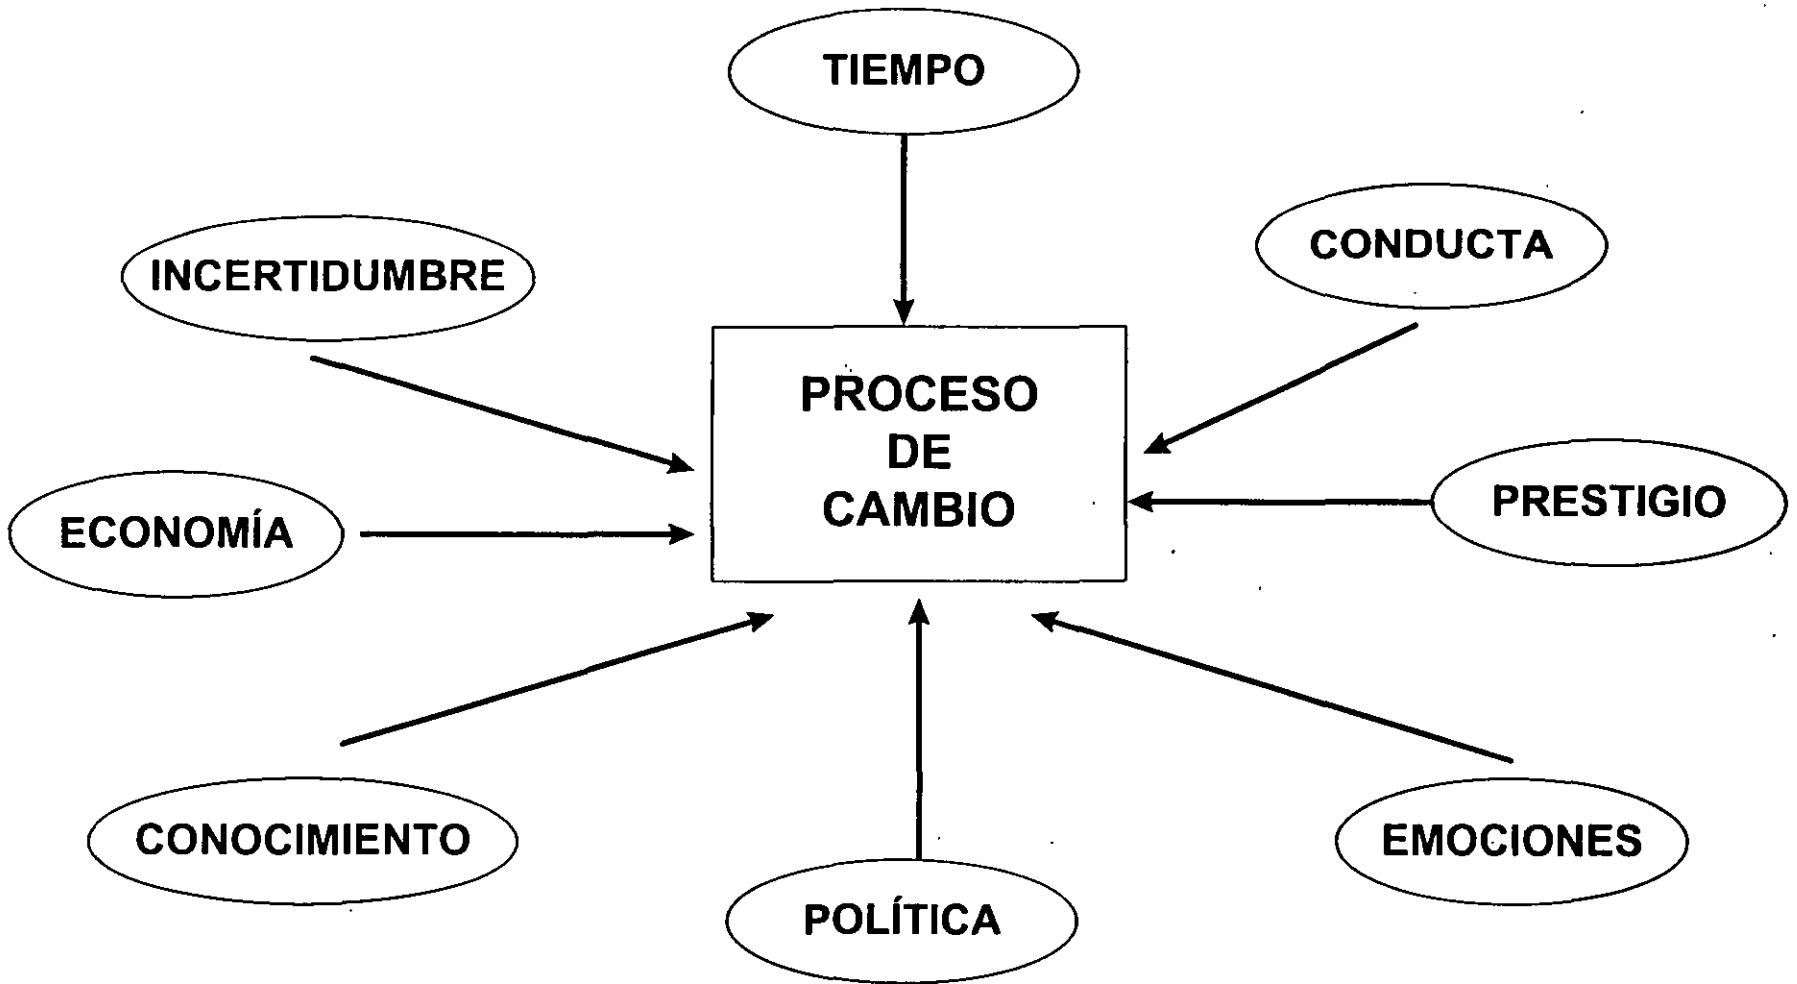 TIEMPO
CONDUCTA
INCERTIDUMBRE
PROCESO
DE
CAMBIO
PRESTIGIO
ECONOMÍA
CONOCIMIENTO
EMOCIONES
POLÍTICA